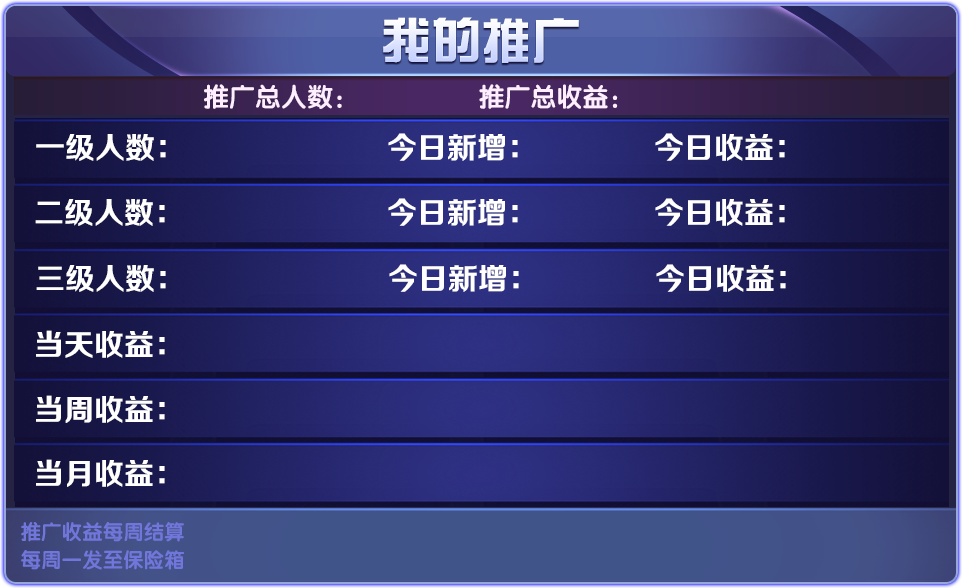 我的推广
推广总人数： 推广总收益：
一级人数： 今日新增： 今日收益：
二级人数： 今日新增： 今日收益：
三级人数： 今日新增： 今日收益：
当天收益：
当周收益：
当月收益：
推广收益每周结算
每周一发至保险箱